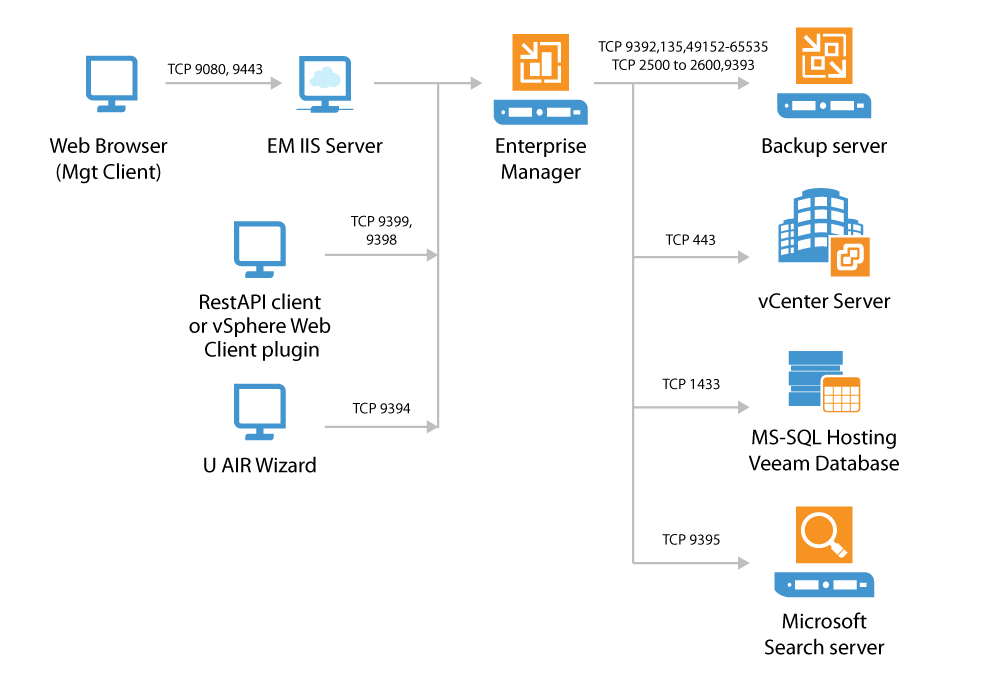 TCP 9080, 9443
TCP 9392,135,49152-65535
TCP 2500 to 2600,9393
Web Browser
(Mgt Client)
EM IIS Server
Enterprise
Manager
Backup server
TCP 9399,
9398
TCP 443
RestAPI client
or vSphere Web
Client plugin
vCenter Server
TCP 9394
TCP 1433
U AIR Wizard
MS-SQL Hosting
Veeam Database
TCP 9395
Microsoft
Search server